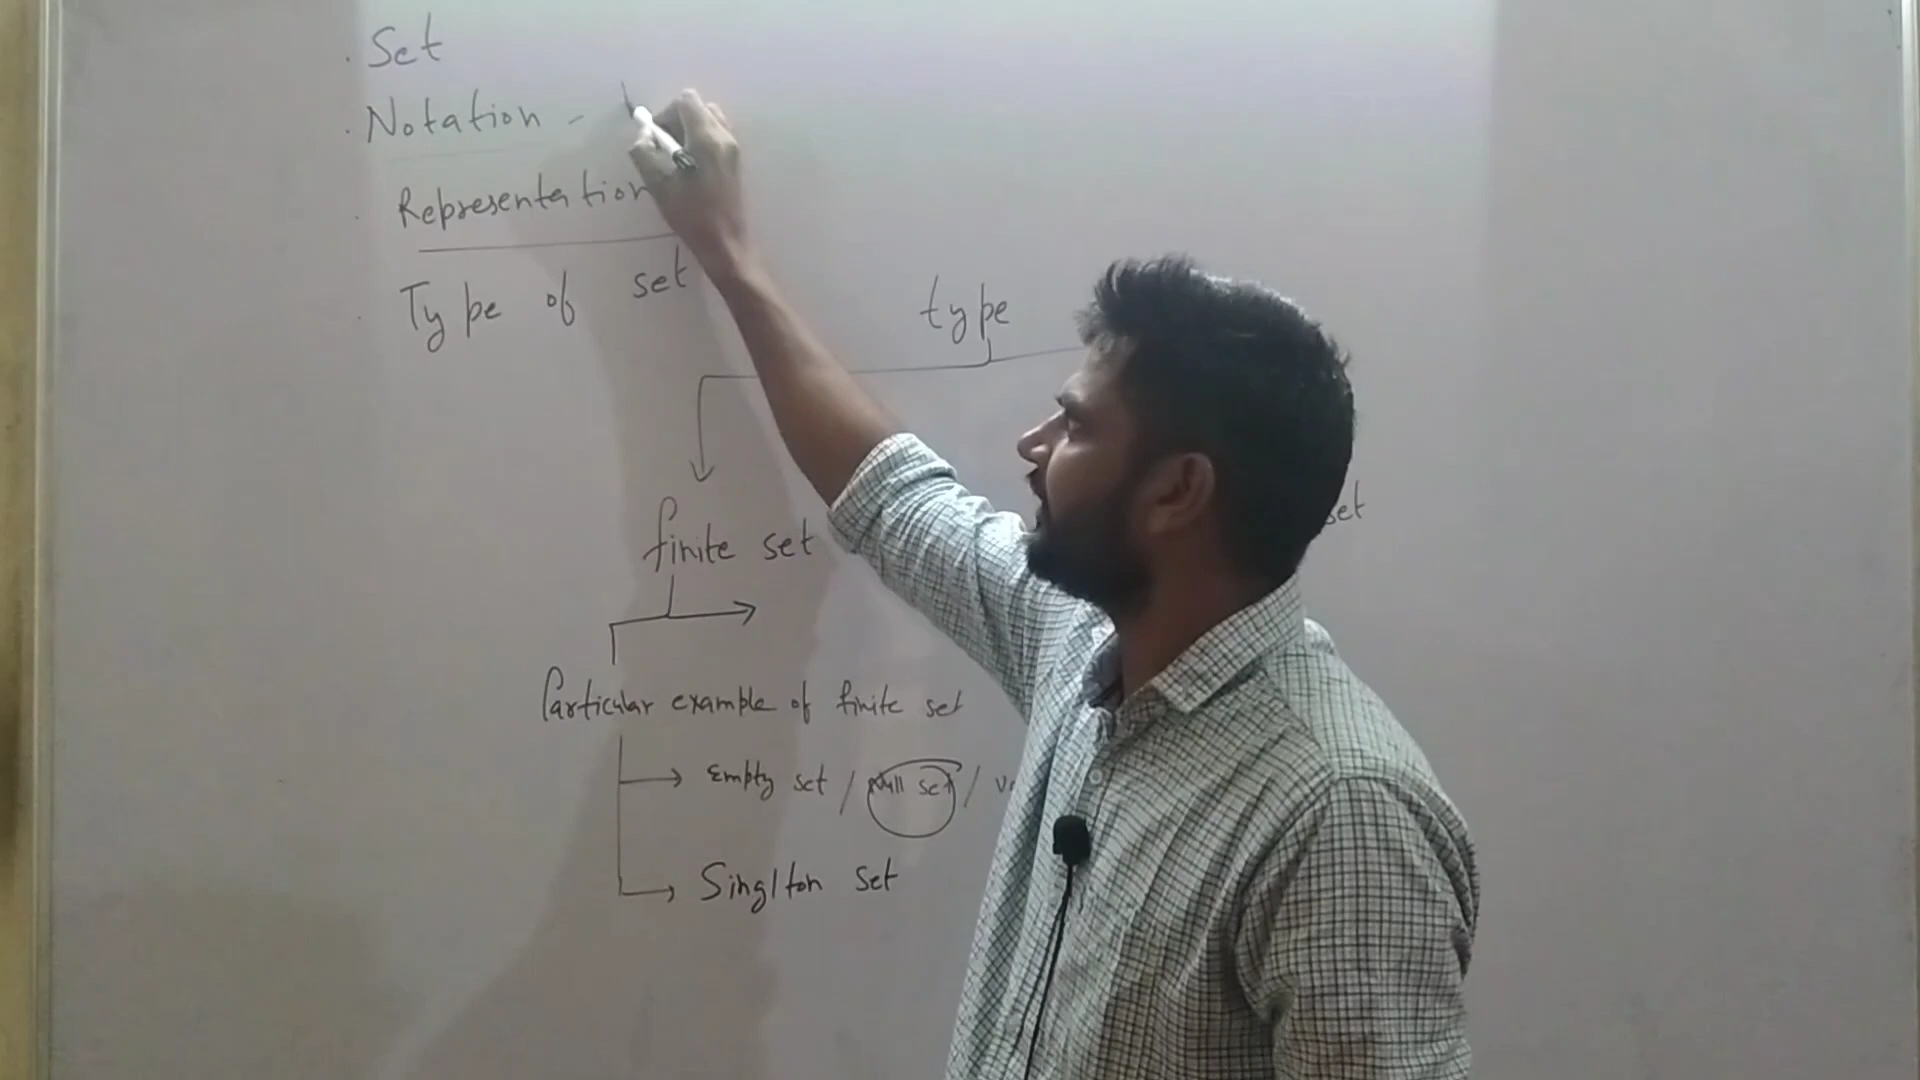 . Set
. Notation -
. Representation
. Type of set
type
finite set
set
Particular example of finite set
Empty set / Null set /
Singlton set